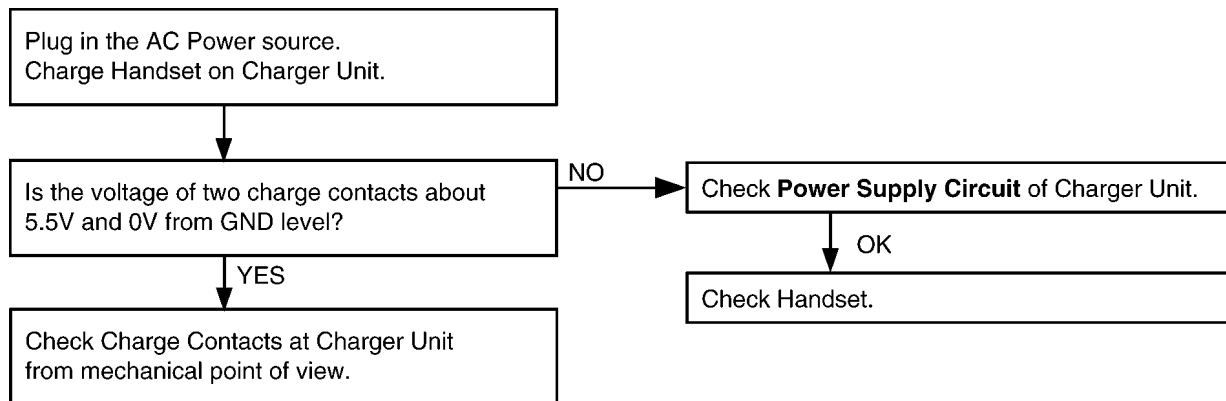 Plug in the AC Power source.
Charge Handset on Charger Unit.
Is the voltage of two charge contacts about
5.5V and 0V from GND level?
NO
Check Power Supply Circuit of Charger Unit.
OK
Check Handset.
YES
Check Charge Contacts at Charger Unit
from mechanical point of view.